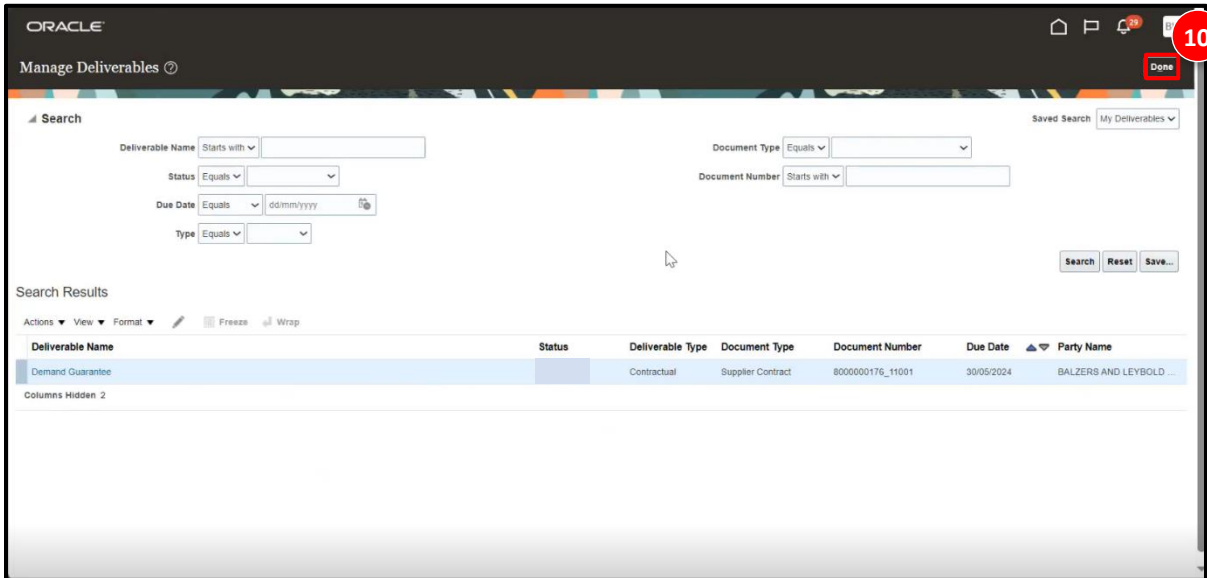 ORACLE
29
10
Manage Deliverables
Done
Search
Saved Search My Deliverables
Deliverable Name Starts with
Document Type Equals
Status Equals
Document Number Starts with
Due Date Equals dd/mm/yyyy
Type Equals
Search Reset Save...
Search Results
Actions View Format Freeze Wrap
Deliverable Name Status Deliverable Type Document Type Document Number Due Date Party Name
Demand Guarantee Contractual Supplier Contract 8000000176_11001 30/05/2024 BALZERS AND LEYBOLD ...
Columns Hidden 2